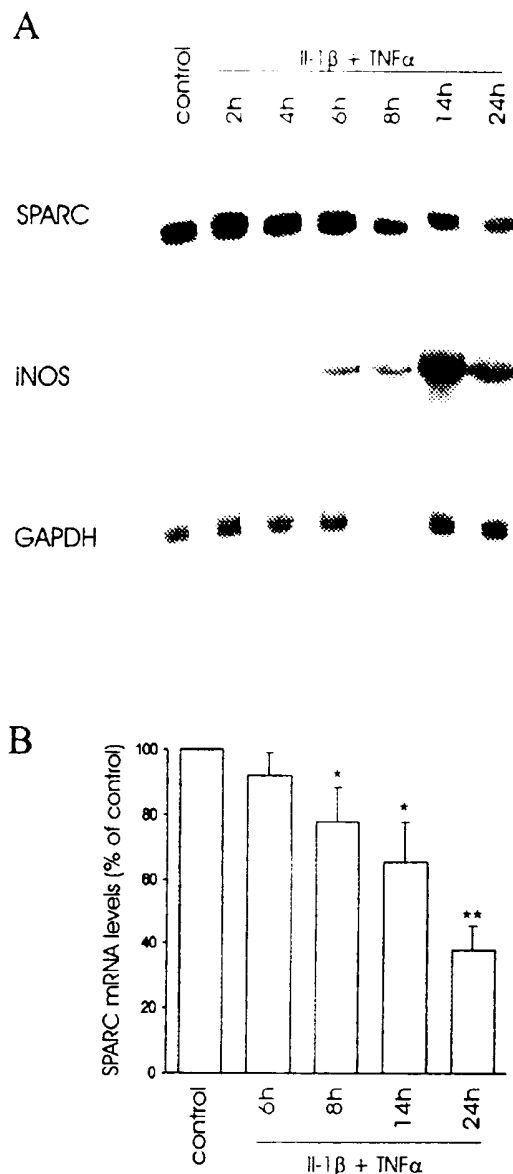 A
Il-1β + TNFα
control 2h 4h 6h 8h 14h 24h
SPARC
iNOS
GAPDH
B
SPARC mRNA levels (% of control)
100
80
60
40
20
0
* * **
control 6h 8h 14h 24h
Il-1β + TNFα